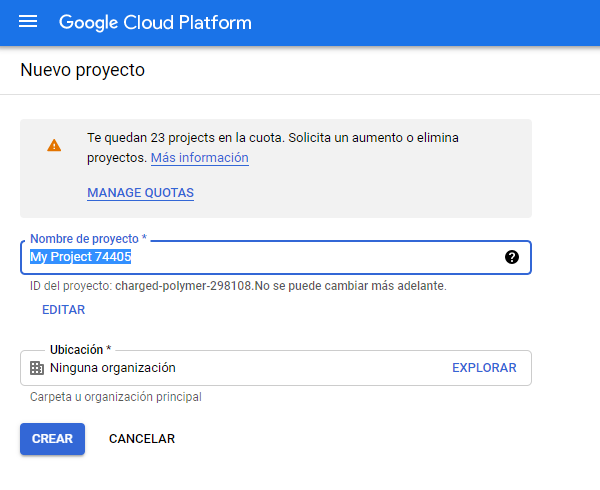 Google Cloud Platform
Nuevo proyecto
Te quedan 23 projects en la cuota. Solicita un aumento o elimina
proyectos. Más información
MANAGE QUOTAS
Nombre de proyecto *
My Project 74405
ID del proyecto: charged-polymer-298108.No se puede cambiar más adelante.
EDITAR
Ubicación *
Ninguna organización EXPLORAR
Carpeta u organización principal
CREAR CANCELAR